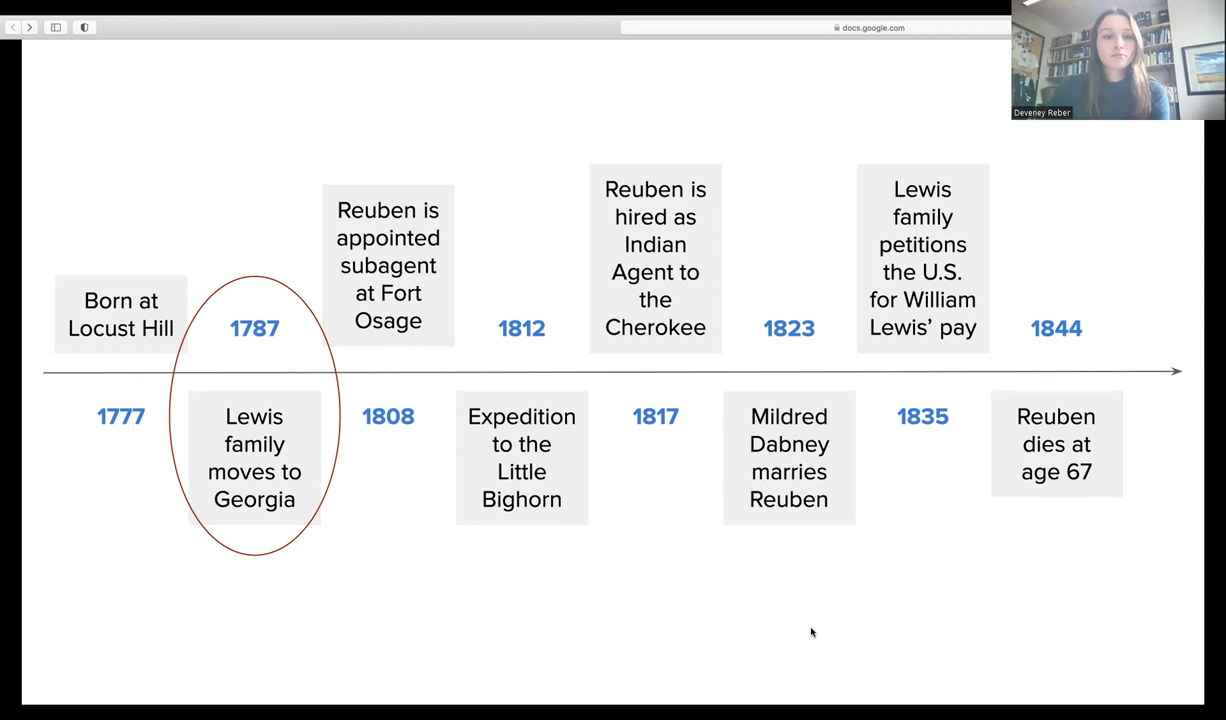 docs.google.com
Deveney Reber
Born at
Locust Hill
1777
1787
Lewis
family
moves to
Georgia
Reuben is
appointed
subagent
at Fort
Osage
1808
1812
Expedition
to the
Little
Bighorn
Reuben is
hired as
Indian
Agent to
the
Cherokee
1817
1823
Mildred
Dabney
marries
Reuben
Lewis
family
petitions
the U.S.
for William
Lewis’ pay
1835
1844
Reuben
dies at
age 67